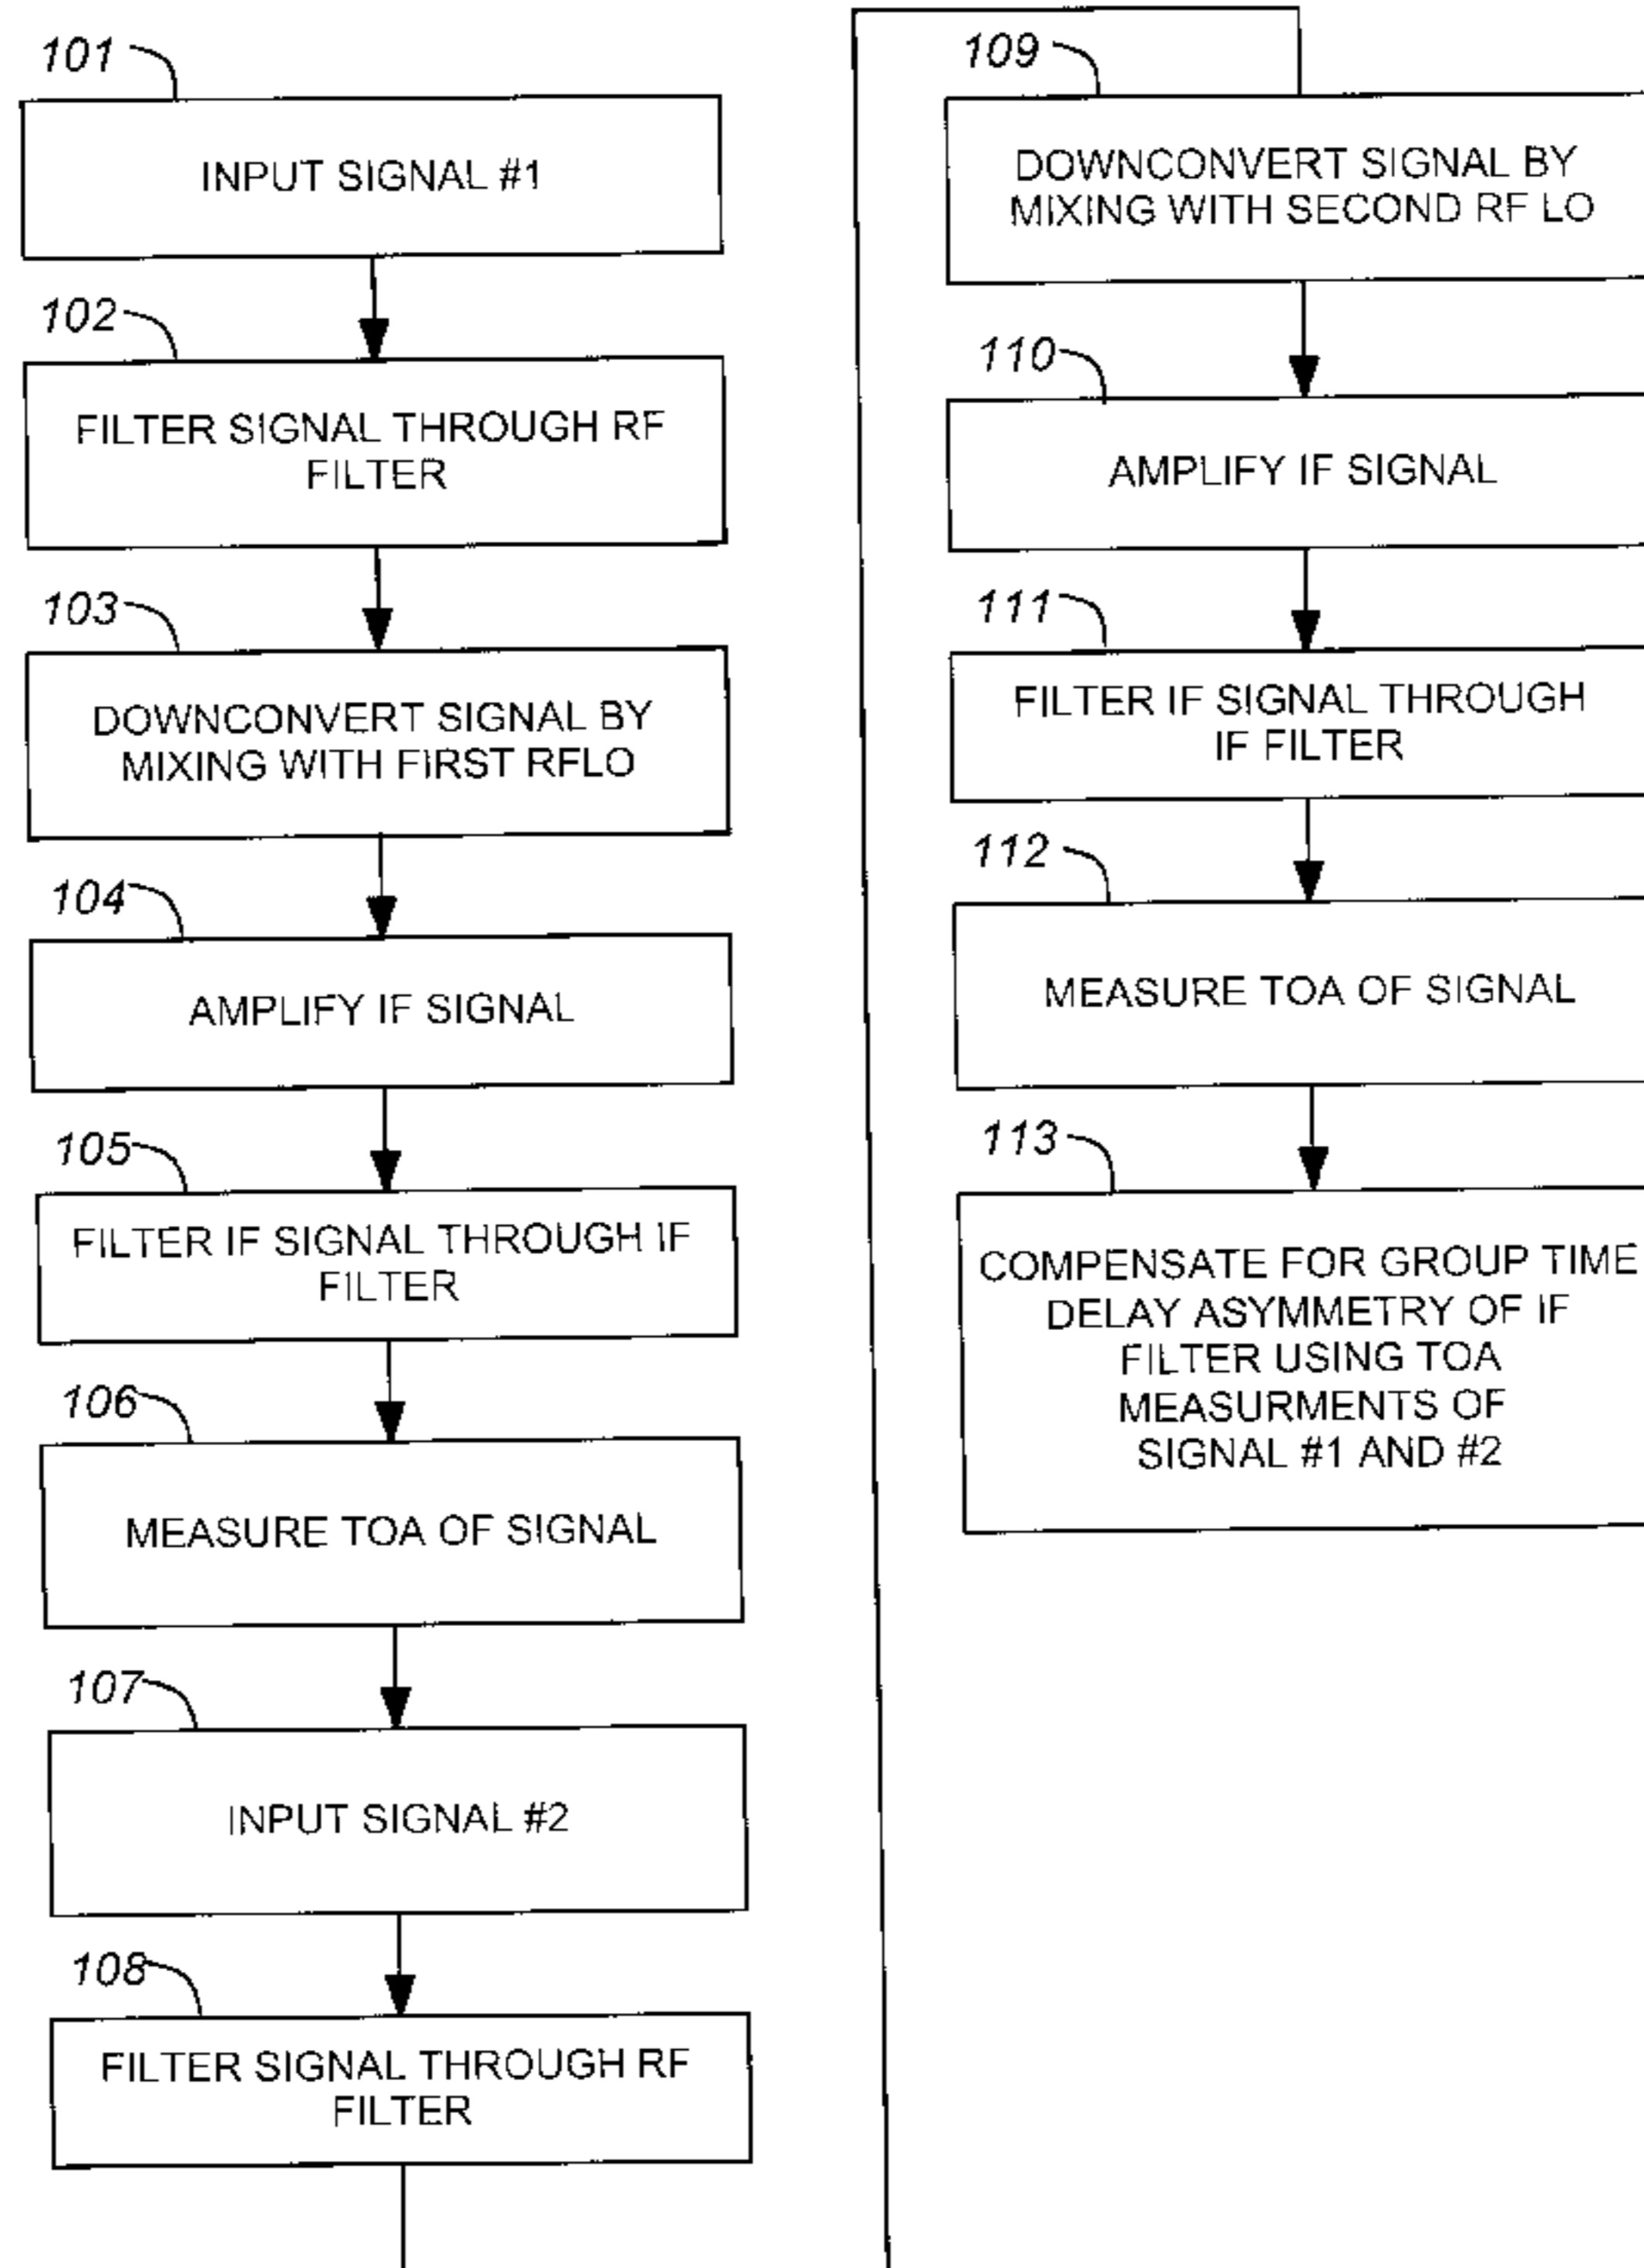 101
INPUT SIGNAL #1
102
FILTER SIGNAL THROUGH RF
FILTER
103
DOWNCONVERT SIGNAL BY
MIXING WITH FIRST RFLO
104
AMPLIFY IF SIGNAL
105
FILTER IF SIGNAL THROUGH IF
FILTER
106
MEASURE TOA OF SIGNAL
107
INPUT SIGNAL #2
108
FILTER SIGNAL THROUGH RF
FILTER
109
DOWNCONVERT SIGNAL BY
MIXING WITH SECOND RF LO
110
AMPLIFY IF SIGNAL
111
FILTER IF SIGNAL THROUGH
IF FILTER
112
MEASURE TOA OF SIGNAL
113
COMPENSATE FOR GROUP TIME
DELAY ASYMMETRY OF IF
FILTER USING TOA
MEASURMENTS OF
SIGNAL #1 AND #2